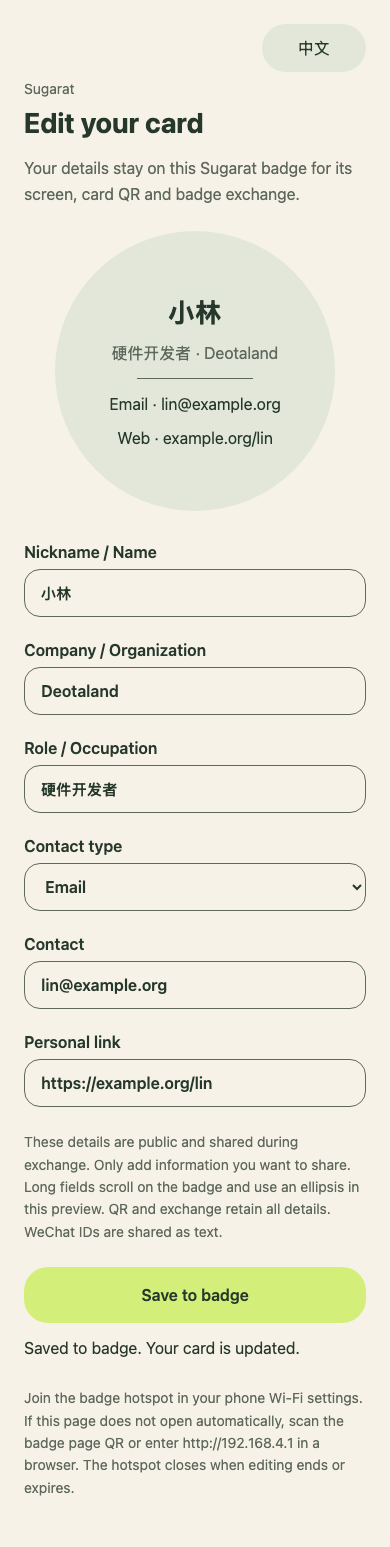 中文
Sugarat
Edit your card
Your details stay on this Sugarat badge for its
screen, card QR and badge exchange.
小林
硬件开发者 · Deotaland
Email · lin@example.org
Web · example.org/lin
Nickname / Name
小林
Company / Organization
Deotaland
Role / Occupation
硬件开发者
Contact type
Email
Contact
lin@example.org
Personal link
https://example.org/lin
These details are public and shared during
exchange. Only add information you want to share.
Long fields scroll on the badge and use an ellipsis in
this preview. QR and exchange retain all details.
WeChat IDs are shared as text.
Save to badge
Saved to badge. Your card is updated.
Join the badge hotspot in your phone Wi-Fi settings.
If this page does not open automatically, scan the
badge page QR or enter http://192.168.4.1 in a
browser. The hotspot closes when editing ends or
expires.